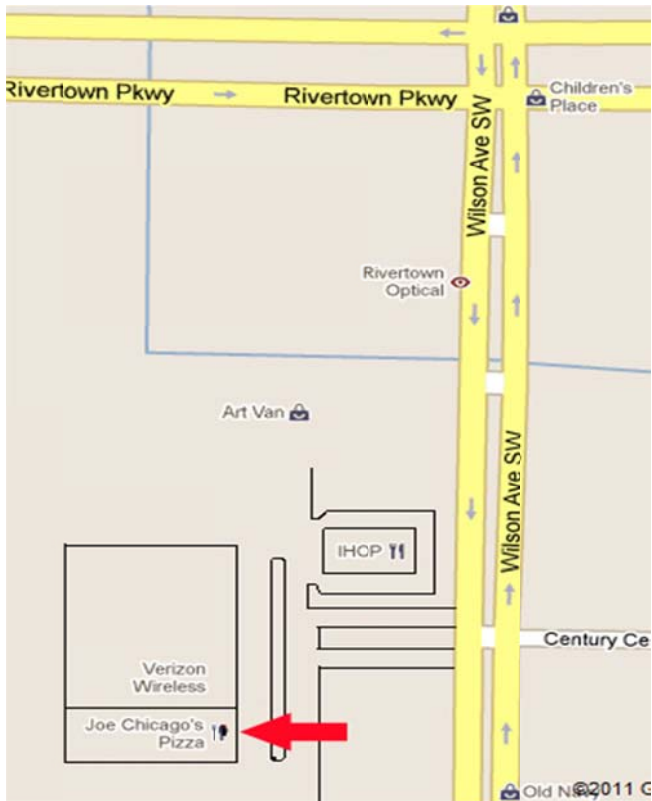 Rivertown Pkwy
Rivertown Pkwy
Children's
Place
Wilson Ave SW
Rivertown
Optical
Art Van
Wilson Ave SW
IHOP
Century Ce
Verizon
Wireless
Joe Chicago's
Pizza
Old Navy
©2011 G